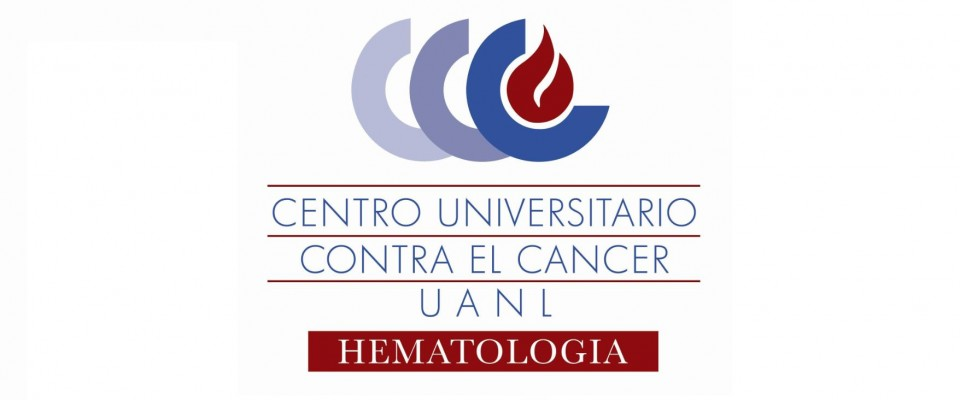 CENTRO UNIVERSITARIO
CONTRA EL CANCER
UANL
HEMATOLOGIA